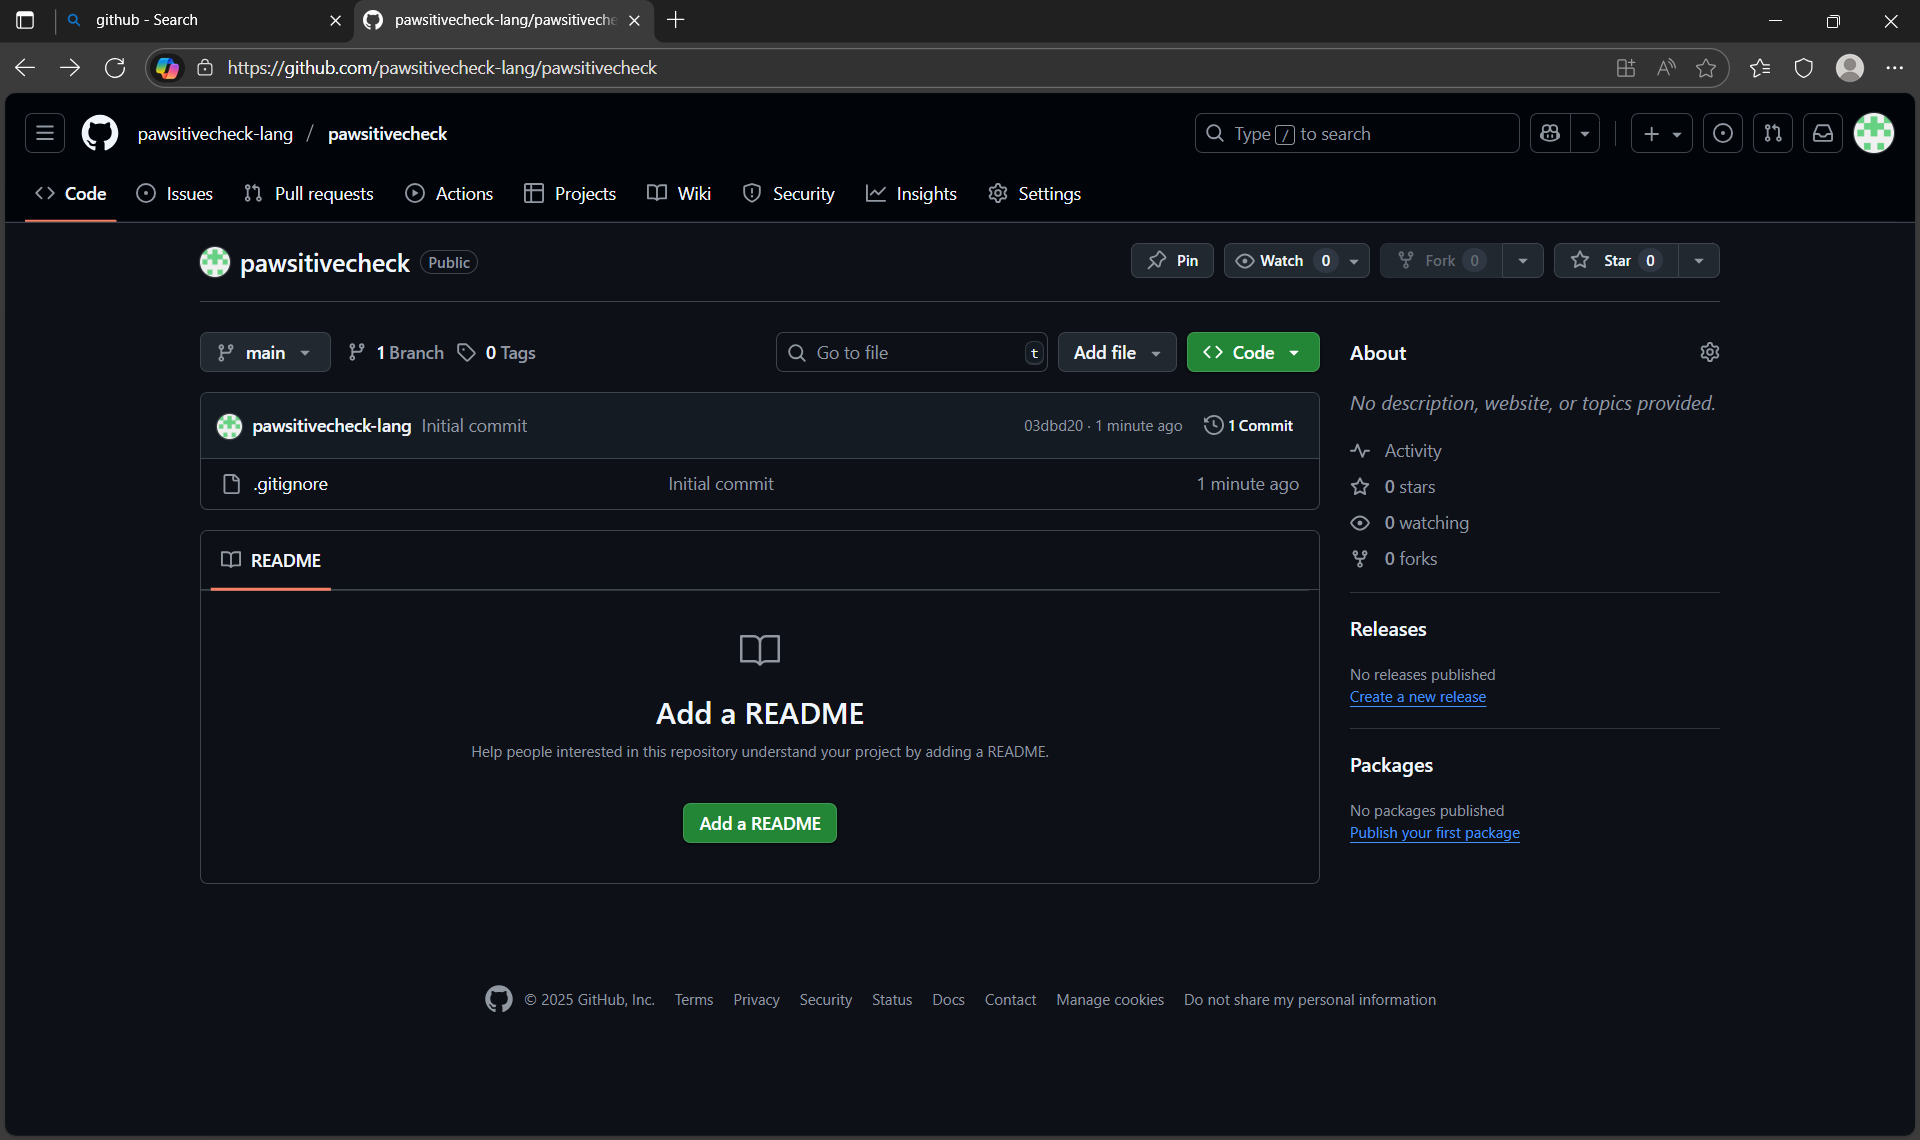 github - Search
pawsitivecheck-lang/pawsitiveche
https://github.com/pawsitivecheck-lang/pawsitivecheck
pawsitivecheck-lang / pawsitivecheck
Type / to search
Code Issues Pull requests Actions Projects Wiki Security Insights Settings
pawsitivecheck Public
Pin Watch 0 Fork 0 Star 0
main 1 Branch 0 Tags Go to file t Add file Code
pawsitivecheck-lang Initial commit 03dbd20 · 1 minute ago 1 Commit
.gitignore Initial commit 1 minute ago
README
Add a README
Help people interested in this repository understand your project by adding a README.
Add a README
About
No description, website, or topics provided.
Activity
0 stars
0 watching
0 forks
Releases
No releases published
Create a new release
Packages
No packages published
Publish your first package
© 2025 GitHub, Inc. Terms Privacy Security Status Docs Contact Manage cookies Do not share my personal information